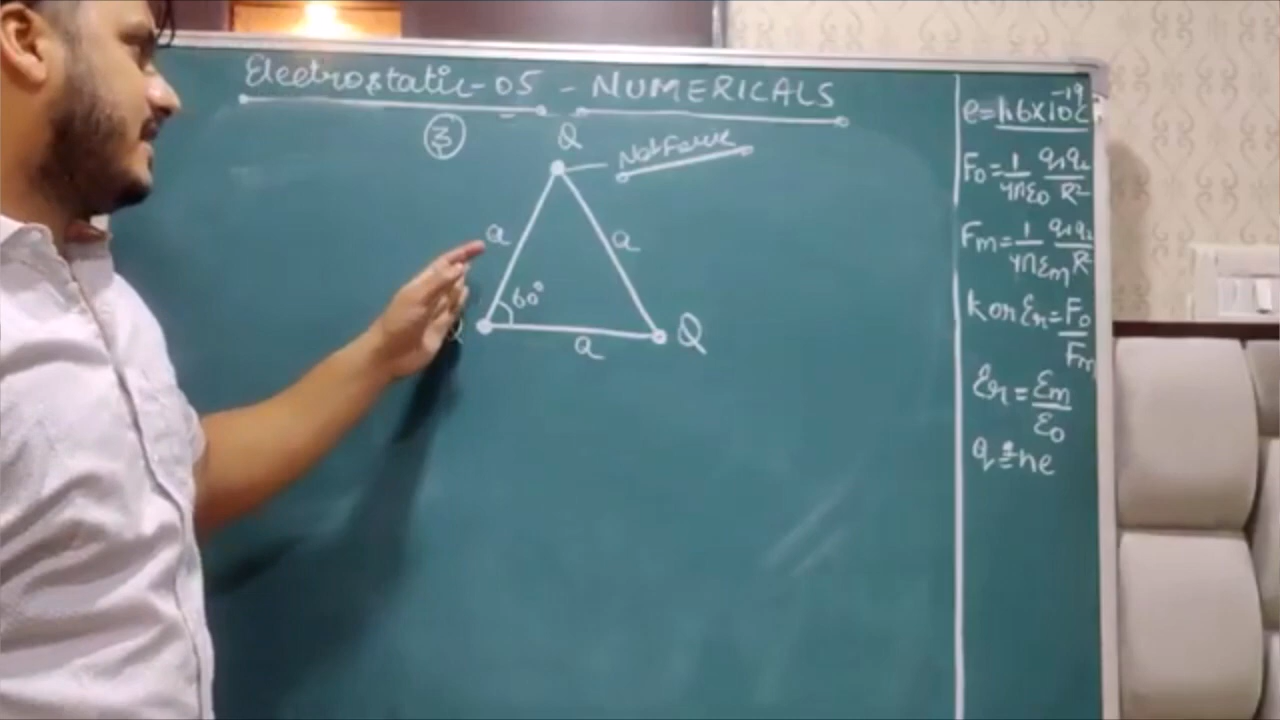 Electrostatic-05 - NUMERICALS
③
Q
Net Force
a
a
60°
Q
a
e=1.6×10⁻¹⁹C
F₀=1/4πε₀ q₁q₂/R²
Fm=1/4πεm q₁q₂/R²
k or εr=F₀/Fm
εr=εm/ε₀
q=±ne